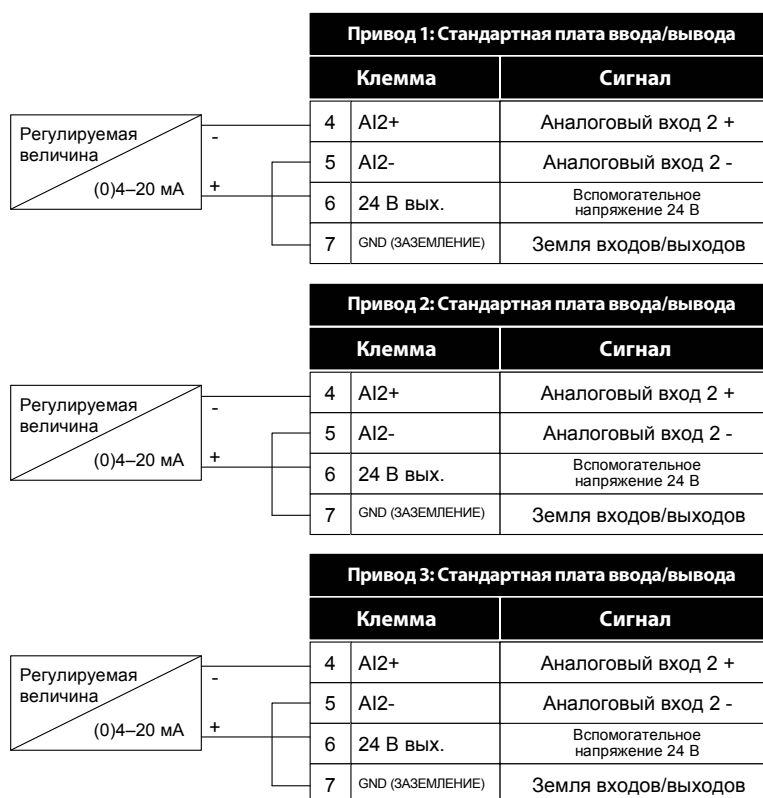 Привод 1: Стандартная плата ввода/вывода
Клемма Сигнал
Регулируемая
величина
(0)4–20 мА
-
+
4 AI2+ Аналоговый вход 2 +
5 AI2- Аналоговый вход 2 -
6 24 В вых. Вспомогательное
напряжение 24 В
7 GND (ЗАЗЕМЛЕНИЕ) Земля входов/выходов
Привод 2: Стандартная плата ввода/вывода
Клемма Сигнал
Регулируемая
величина
(0)4–20 мА
-
+
4 AI2+ Аналоговый вход 2 +
5 AI2- Аналоговый вход 2 -
6 24 В вых. Вспомогательное
напряжение 24 В
7 GND (ЗАЗЕМЛЕНИЕ) Земля входов/выходов
Привод 3: Стандартная плата ввода/вывода
Клемма Сигнал
Регулируемая
величина
(0)4–20 мА
-
+
4 AI2+ Аналоговый вход 2 +
5 AI2- Аналоговый вход 2 -
6 24 В вых. Вспомогательное
напряжение 24 В
7 GND (ЗАЗЕМЛЕНИЕ) Земля входов/выходов